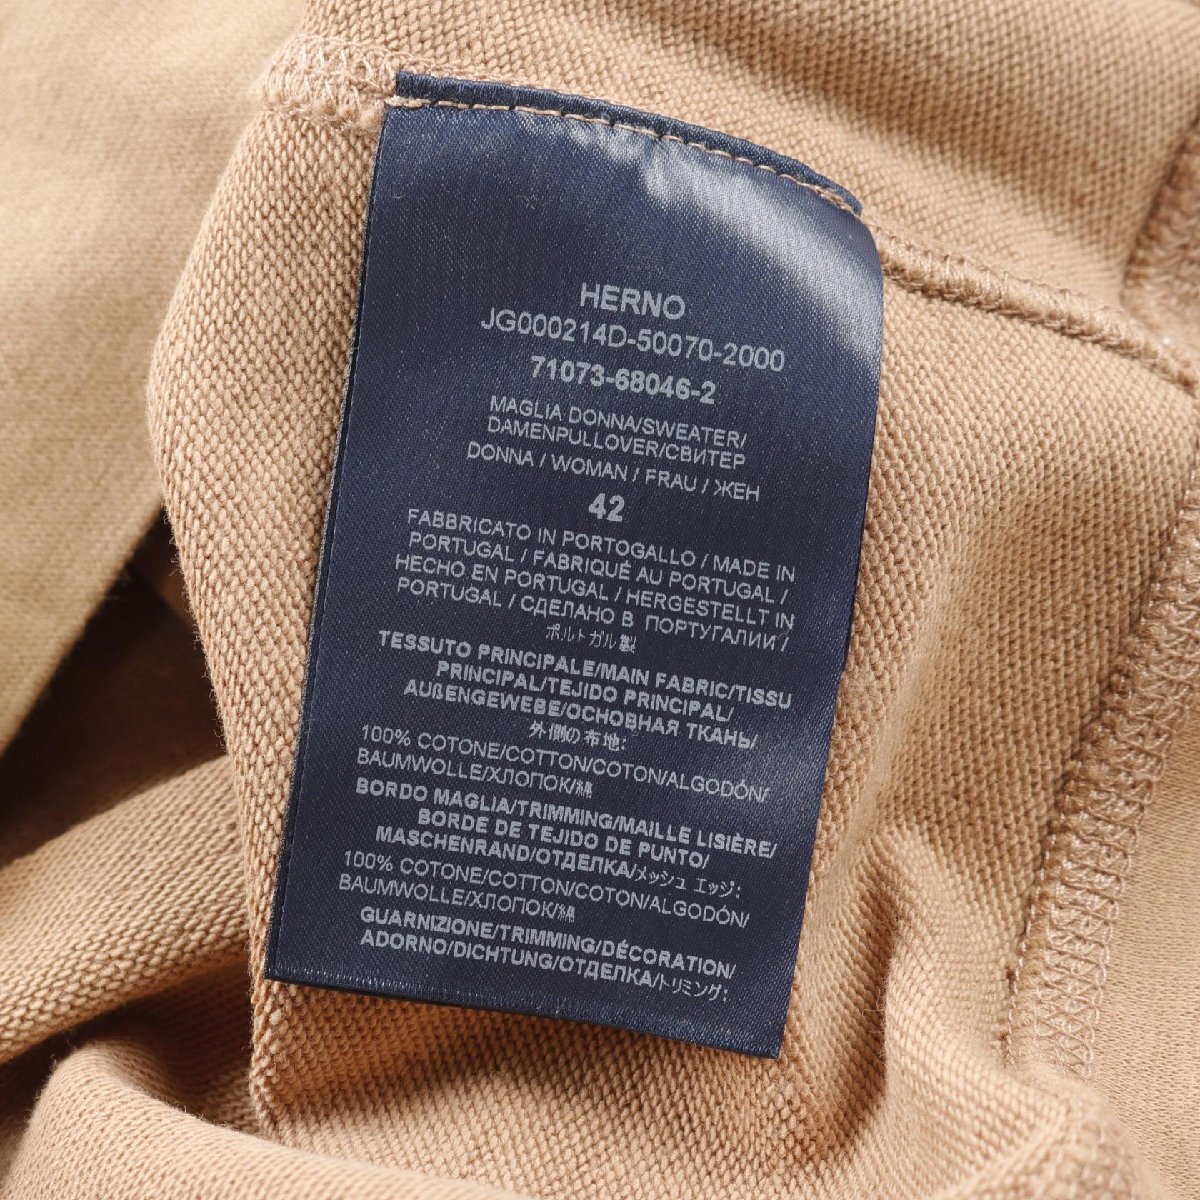 HERNO
JG000214D-50070-2000
71073-68046-2
MAGLIA DONNA/SWEATER/
DAMENPULLOVER/СВИТЕР
DONNA / WOMAN / FRAU / ЖЕН
42
FABBRICATO IN PORTOGALLO / MADE IN
PORTUGAL / FABRIQUÉ AU PORTUGAL /
HECHO EN PORTUGAL / HERGESTELLT IN
PORTUGAL / СДЕЛАНО В ПОРТУГАЛИИ /
ポルトガル製
TESSUTO PRINCIPALE/MAIN FABRIC/TISSU
PRINCIPAL/TEJIDO PRINCIPAL/
AUßENGEWEBE/ОСНОВНАЯ ТКАНЬ/
外側の布地:
100% COTONE/COTTON/COTON/ALGODÓN/
BAUMWOLLE/ХЛОПОК/綿
BORDO MAGLIA/TRIMMING/MAILLE LISIÈRE/
BORDE DE TEJIDO DE PUNTO/
MASCHENRAND/ОТДЕЛКА/メッシュ エッジ:
100% COTONE/COTTON/COTON/ALGODÓN/
BAUMWOLLE/ХЛОПОК/綿
GUARNIZIONE/TRIMMING/DÉCORATION/
ADORNO/DICHTUNG/ОТДЕЛКА/トリミング: